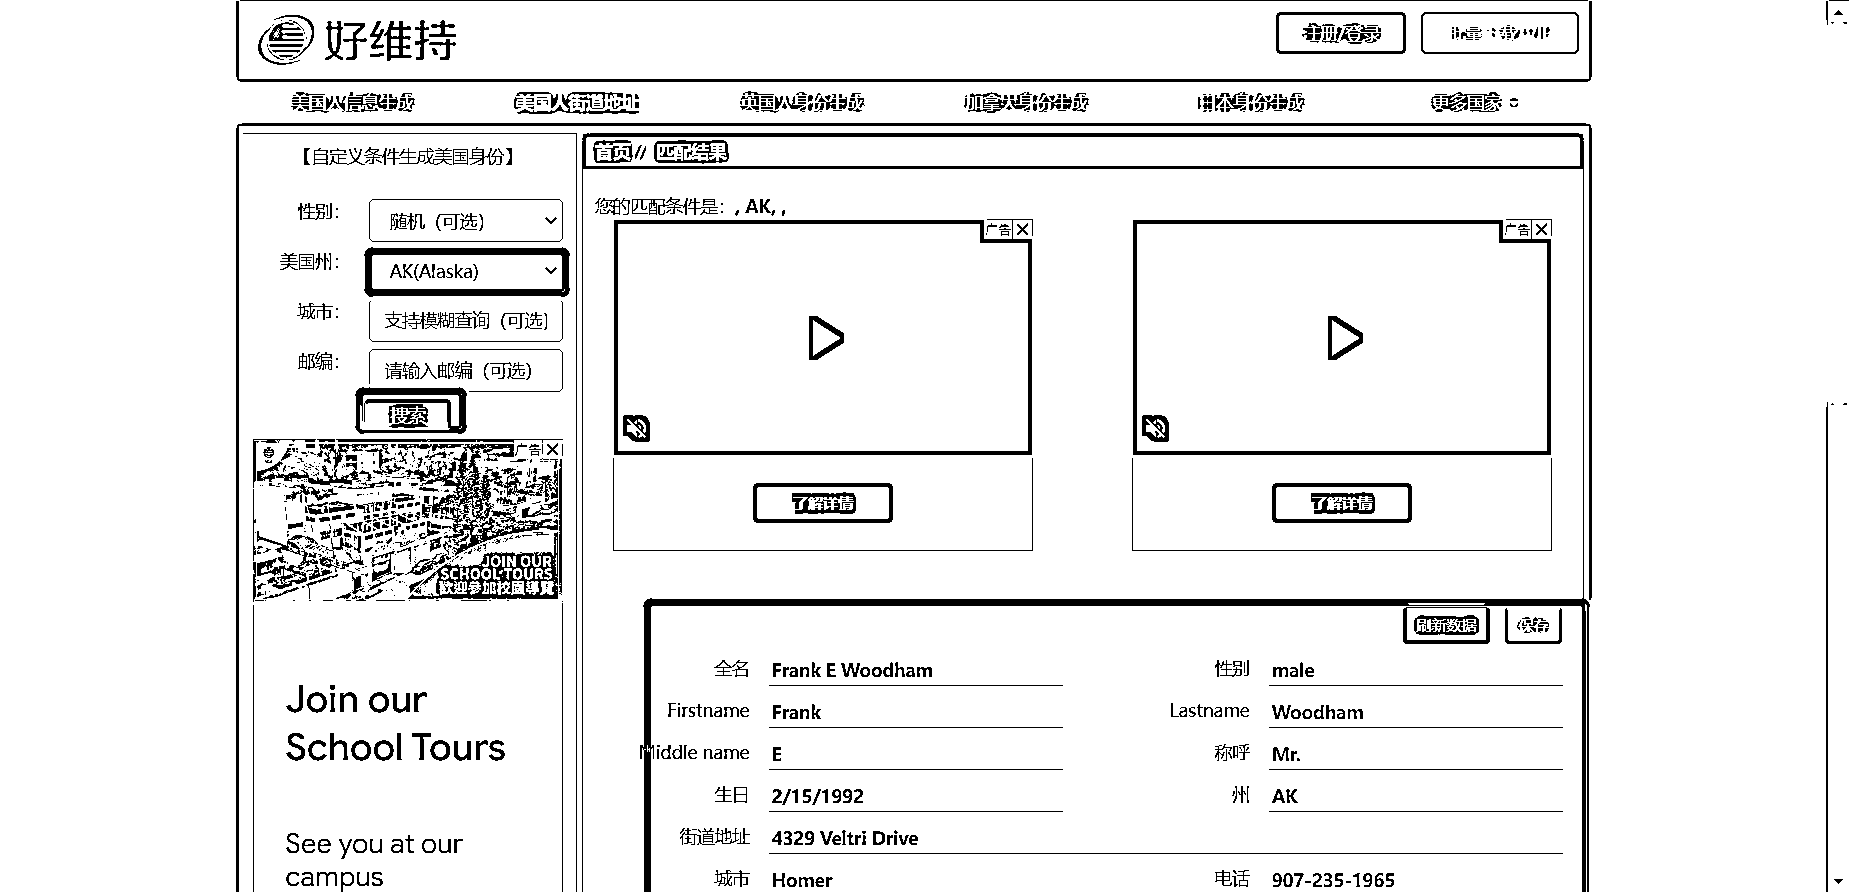 好维持
注册/登录
美国人信息生成
美国人街道地址
英国人身份生成
加拿大身份生成
日本身份生成
更多国家
【自定义条件生成美国身份】
性别：
随机（可选）
美国州：
AK(Alaska)
城市：
支持模糊查询（可选）
邮编：
请输入邮编（可选）
搜索
广告
JOIN OUR
SCHOOL TOURS
歡迎參加校園導覽
Join our
School Tours
See you at our
campus
首页// 匹配结果
您的匹配条件是：, AK, ,
广告
了解详情
广告
了解详情
刷新数据
保存
全名 Frank E Woodham
性别 male
Firstname Frank
Lastname Woodham
Middle name E
称呼 Mr.
生日 2/15/1992
州 AK
街道地址 4329 Veltri Drive
城市 Homer
电话 907-235-1965